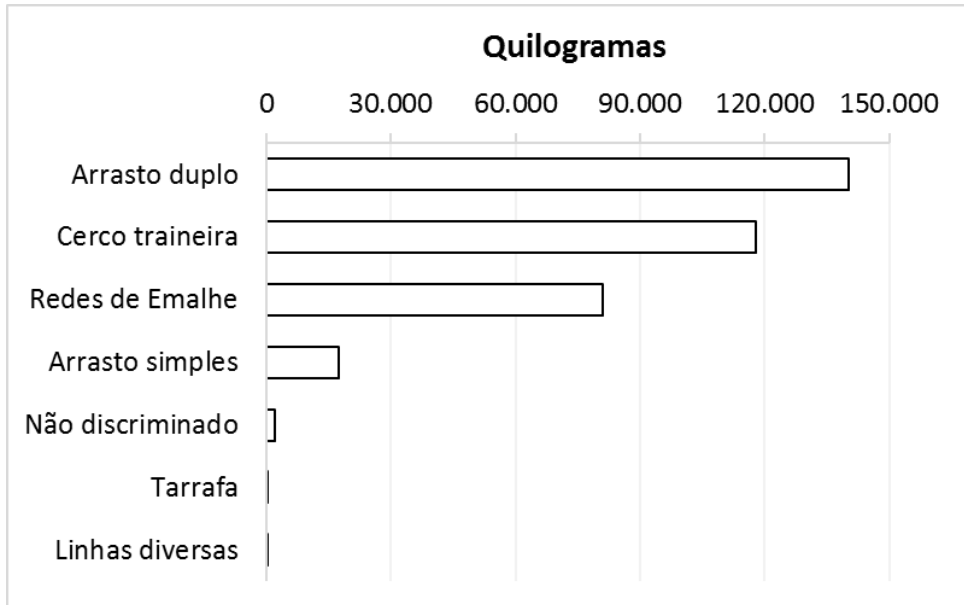 Quilogramas
0 30.000 60.000 90.000 120.000 150.000
Arrasto duplo
Cerco traineira
Redes de Emalhe
Arrasto simples
Não discriminado
Tarrafa
Linhas diversas